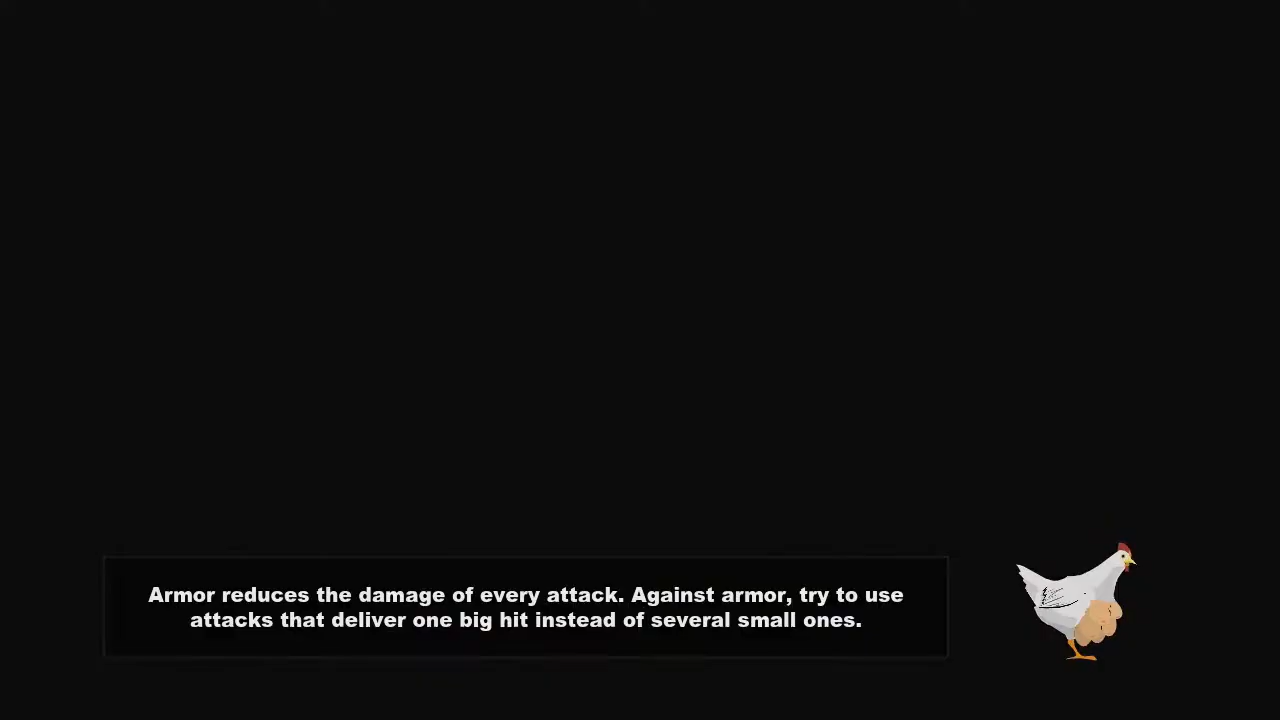 Armor reduces the damage of every attack. Against armor, try to use
attacks that deliver one big hit instead of several small ones.